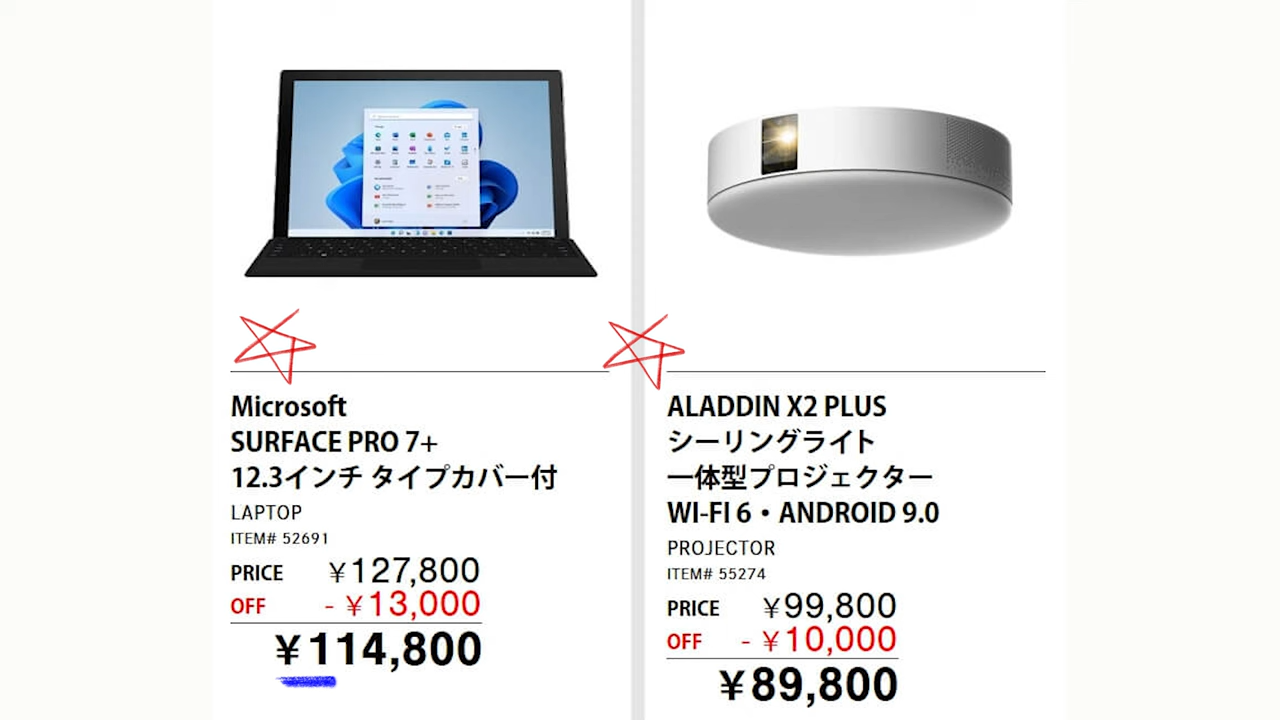 Microsoft
SURFACE PRO 7+
12.3インチ タイプカバー付
LAPTOP
ITEM# 52691
PRICE ¥127,800
OFF - ¥13,000
¥114,800
ALADDIN X2 PLUS
シーリングライト
一体型プロジェクター
WI-FI 6・ANDROID 9.0
PROJECTOR
ITEM# 55274
PRICE ¥99,800
OFF - ¥10,000
¥89,800